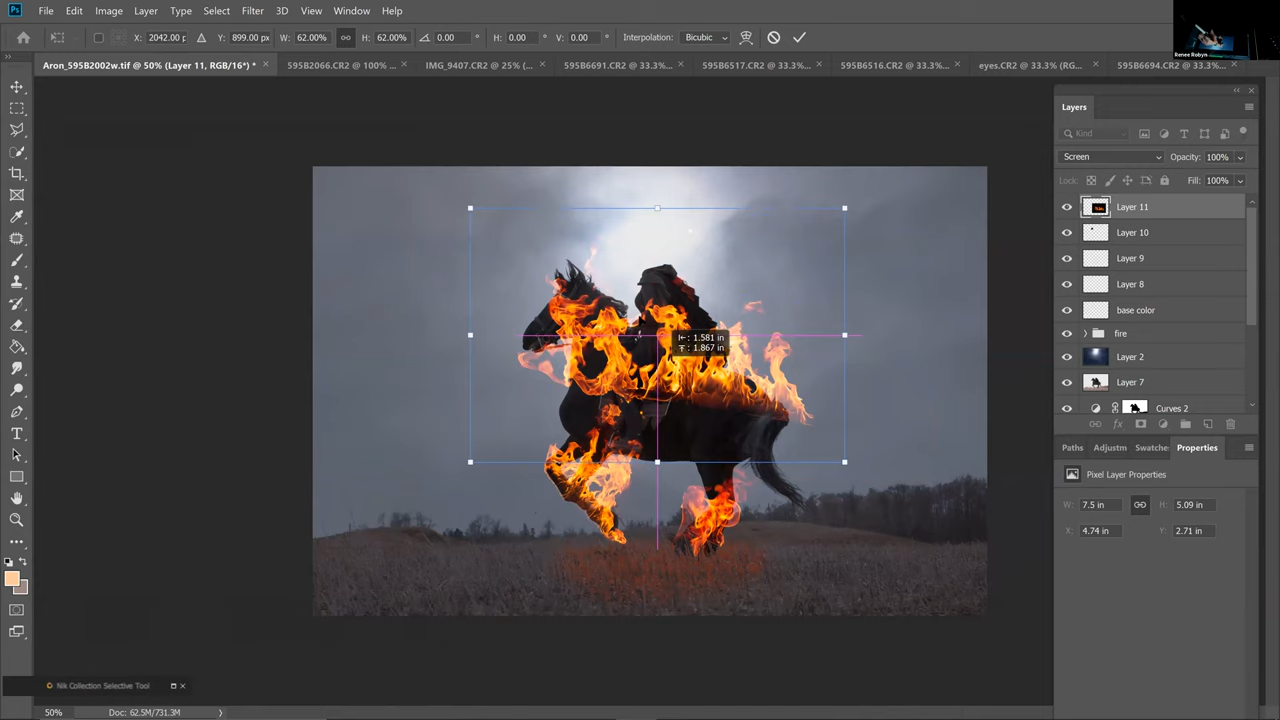 Ps File Edit Image Layer Type Select Filter 3D View Window Help
Renee Robyn
X: 2042.00 p Y: 899.00 px W: 62.00% H: 62.00% 0.00 H: 0.00 V: 0.00 Interpolation: Bicubic
Aron_595B2002w.tif @ 50% (Layer 11, RGB/16*) * 595B2066.CR2 @ 100% ... IMG_9407.CR2 @ 75% (... 595B6691.CR2 @ 33.3%... 595B6517.CR2 @ 33.3%... 595B6516.CR2 @ 33.3%... eyes.CR2 @ 33.3% (RG... 595B6694.CR2 @ 33.3%...
Layers
Kind
Screen Opacity: 100%
Lock: Fill: 100%
Layer 11
Layer 10
Layer 9
Layer 8
base color
fire
Layer 2
Layer 7
Curves 2
fx
Paths Adjustm Swatche Properties
Pixel Layer Properties
W: 7.5 in H: 5.09 in
X: 4.74 in Y: 2.71 in
: 1.581 in
: 1.867 in
T
Nik Collection Selective Tool
50% Doc: 62.5M/731.3M